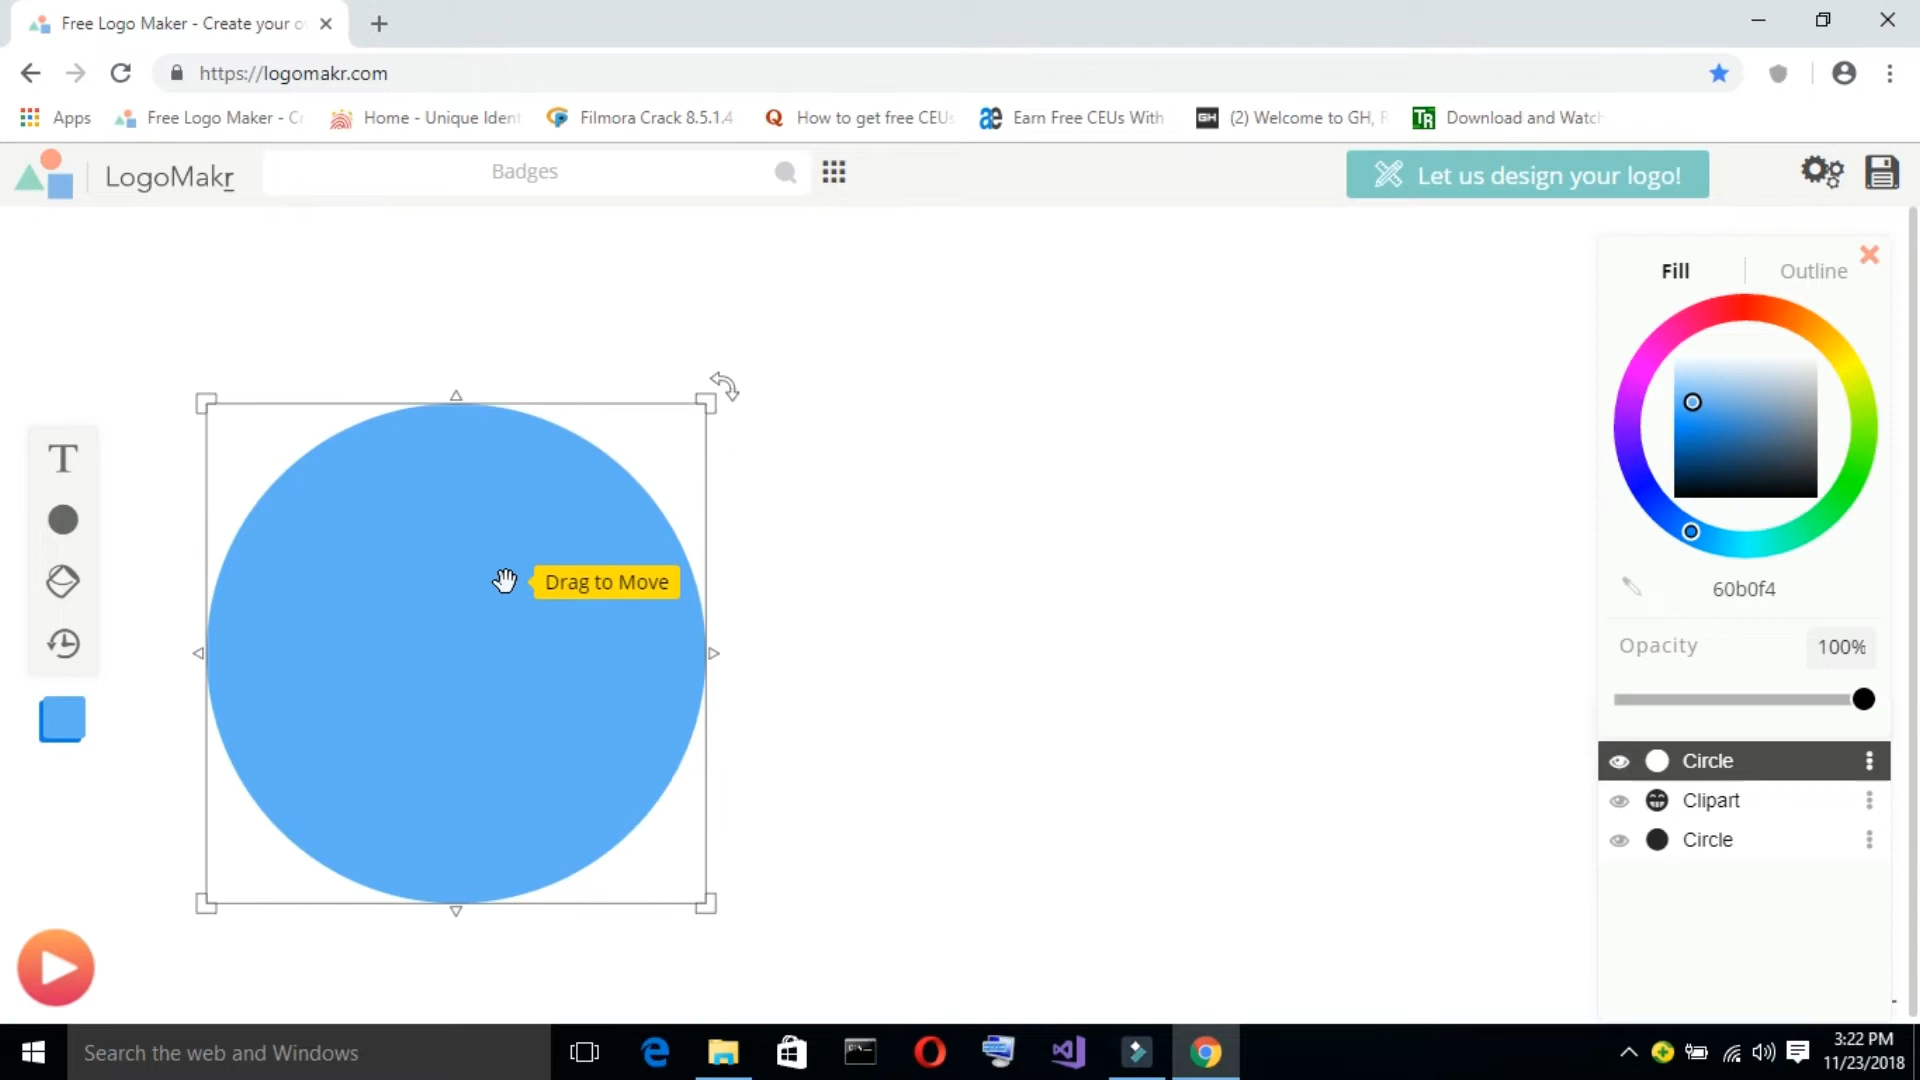 Free Logo Maker - Create your o
https://logomakr.com
Apps
Free Logo Maker - Cr
Home - Unique Ident
Filmora Crack 8.5.1.4
How to get free CEUs
Earn Free CEUs With
(2) Welcome to GH, F
Download and Watch
LogoMakr
Badges
Let us design your logo!
Fill
Outline
T
Drag to Move
60b0f4
Opacity
100%
Circle
Clipart
Circle
Search the web and Windows
3:22 PM
11/23/2018